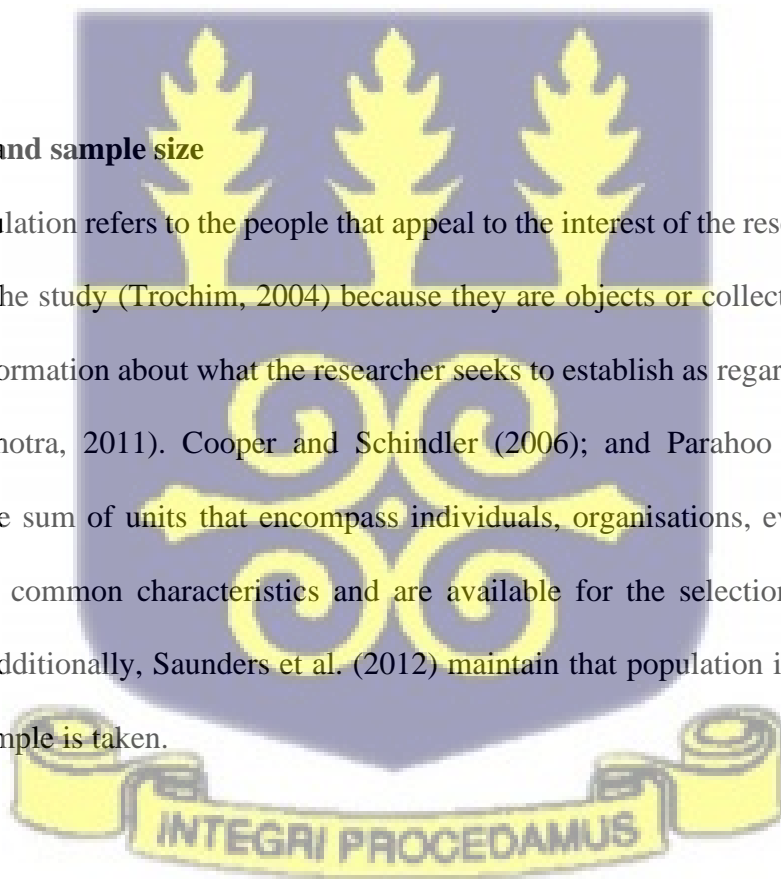 and sample size
ulation refers to the people that appeal to the interest of the res
he study (Trochim, 2004) because they are objects or collect
formation about what the researcher seeks to establish as regar
notra, 2011). Cooper and Schindler (2006); and Parahoo
e sum of units that encompass individuals, organisations, ev
common characteristics and are available for the selection
dditionally, Saunders et al. (2012) maintain that population i
mple is taken.
INTEGRI PROCEDAMUS